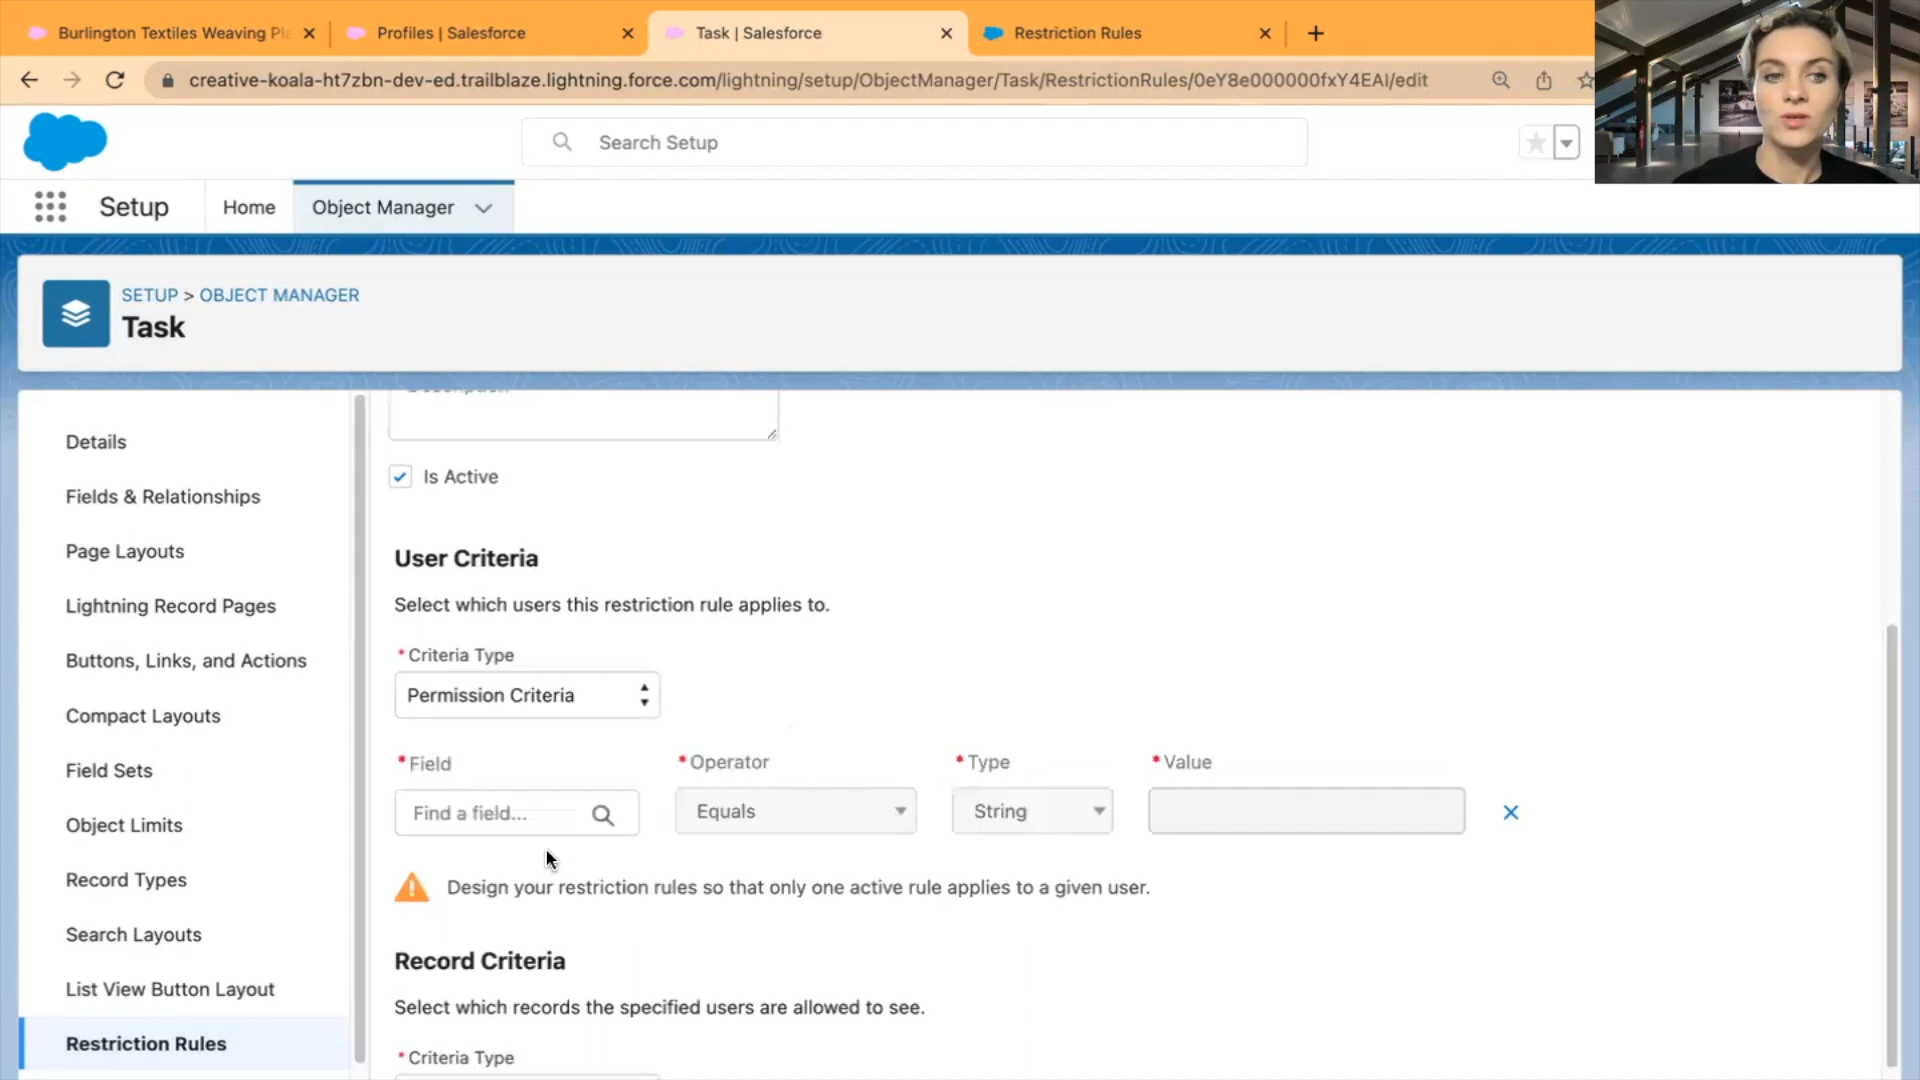 Burlington Textiles Weaving Pl
Profiles | Salesforce
Task | Salesforce
Restriction Rules
creative-koala-ht7zbn-dev-ed.trailblaze.lightning.force.com/lightning/setup/ObjectManager/Task/RestrictionRules/0eY8e000000fxY4EAI/edit
Search Setup
Setup
Home
Object Manager
SETUP > OBJECT MANAGER
Task
Details
Fields & Relationships
Page Layouts
Lightning Record Pages
Buttons, Links, and Actions
Compact Layouts
Field Sets
Object Limits
Record Types
Search Layouts
List View Button Layout
Restriction Rules
Is Active
User Criteria
Select which users this restriction rule applies to.
* Criteria Type
Permission Criteria
* Field
* Operator
* Type
* Value
Find a field...
Equals
String
Design your restriction rules so that only one active rule applies to a given user.
Record Criteria
Select which records the specified users are allowed to see.
* Criteria Type